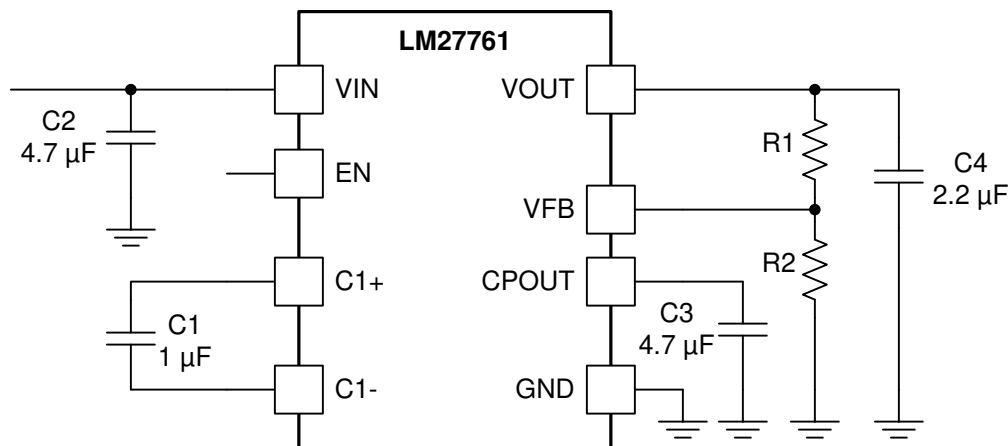 LM27761
VIN
VOUT
C2
4.7 µF
R1
EN
C4
2.2 µF
VFB
R2
C1+
CPOUT
C1
1 µF
C3
4.7 µF
C1-
GND